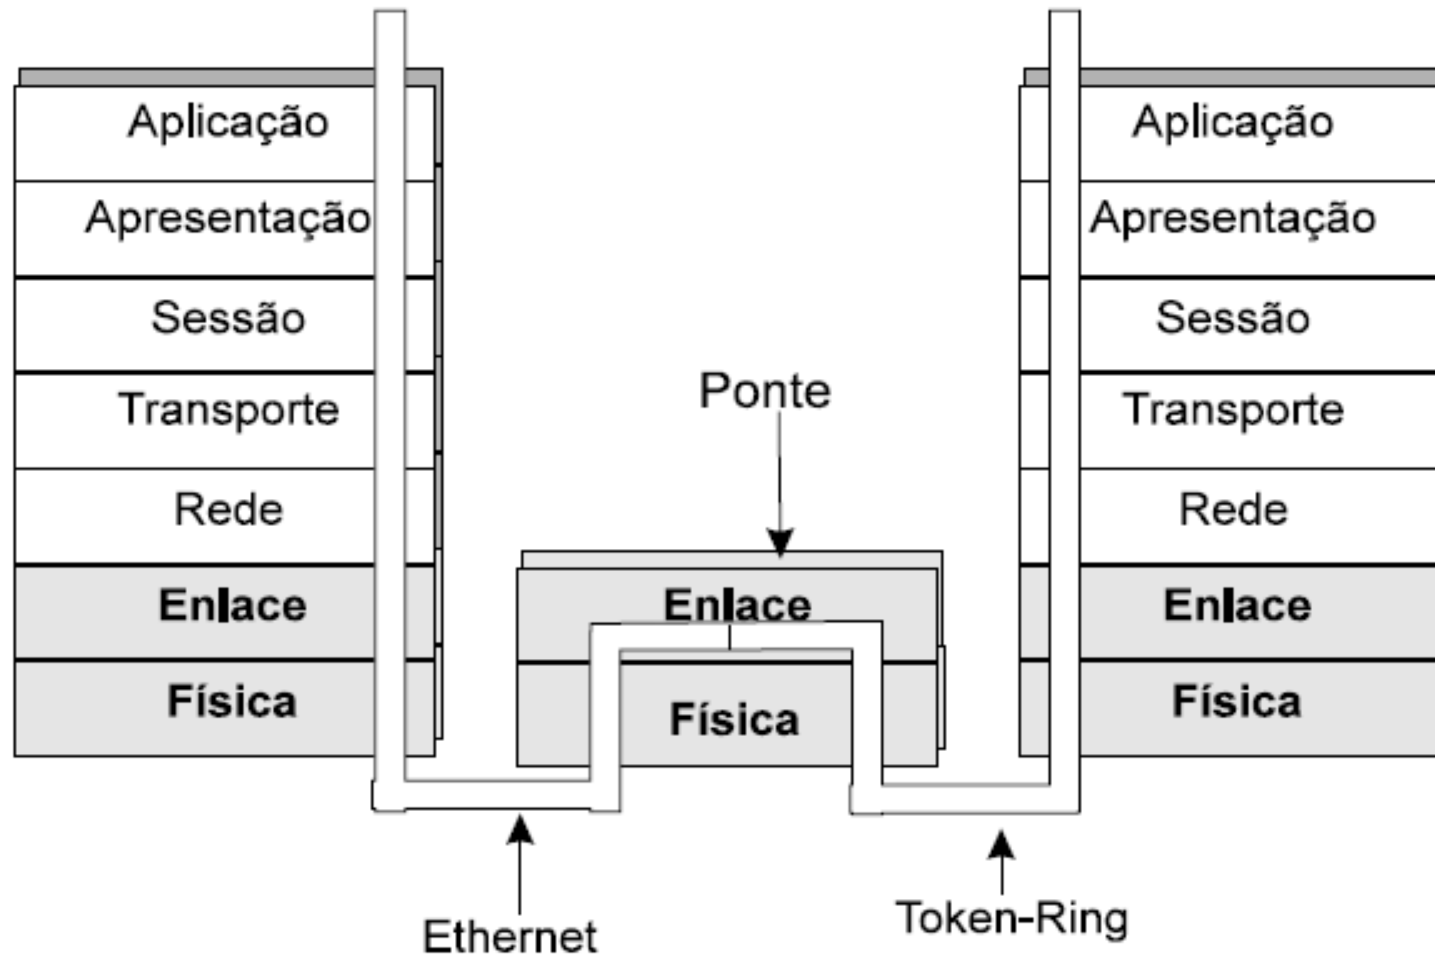 Aplicação
Apresentação
Sessão
Transporte
Rede
Enlace
Física
Ponte
Enlace
Física
Aplicação
Apresentação
Sessão
Transporte
Rede
Enlace
Física
Ethernet
Token-Ring